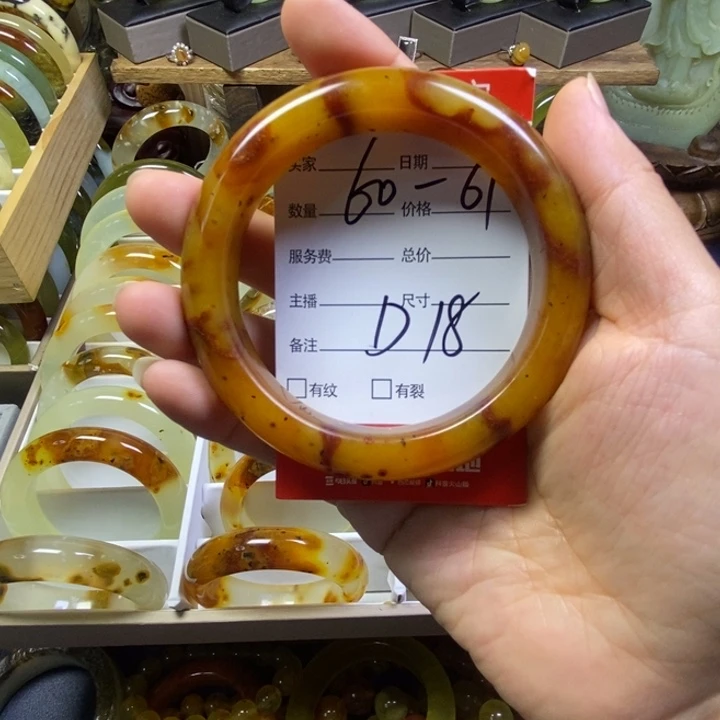 卖家 日期
数量 60-61 价格
服务费 总价
主播 尺寸
备注 D18
□有纹 □有裂